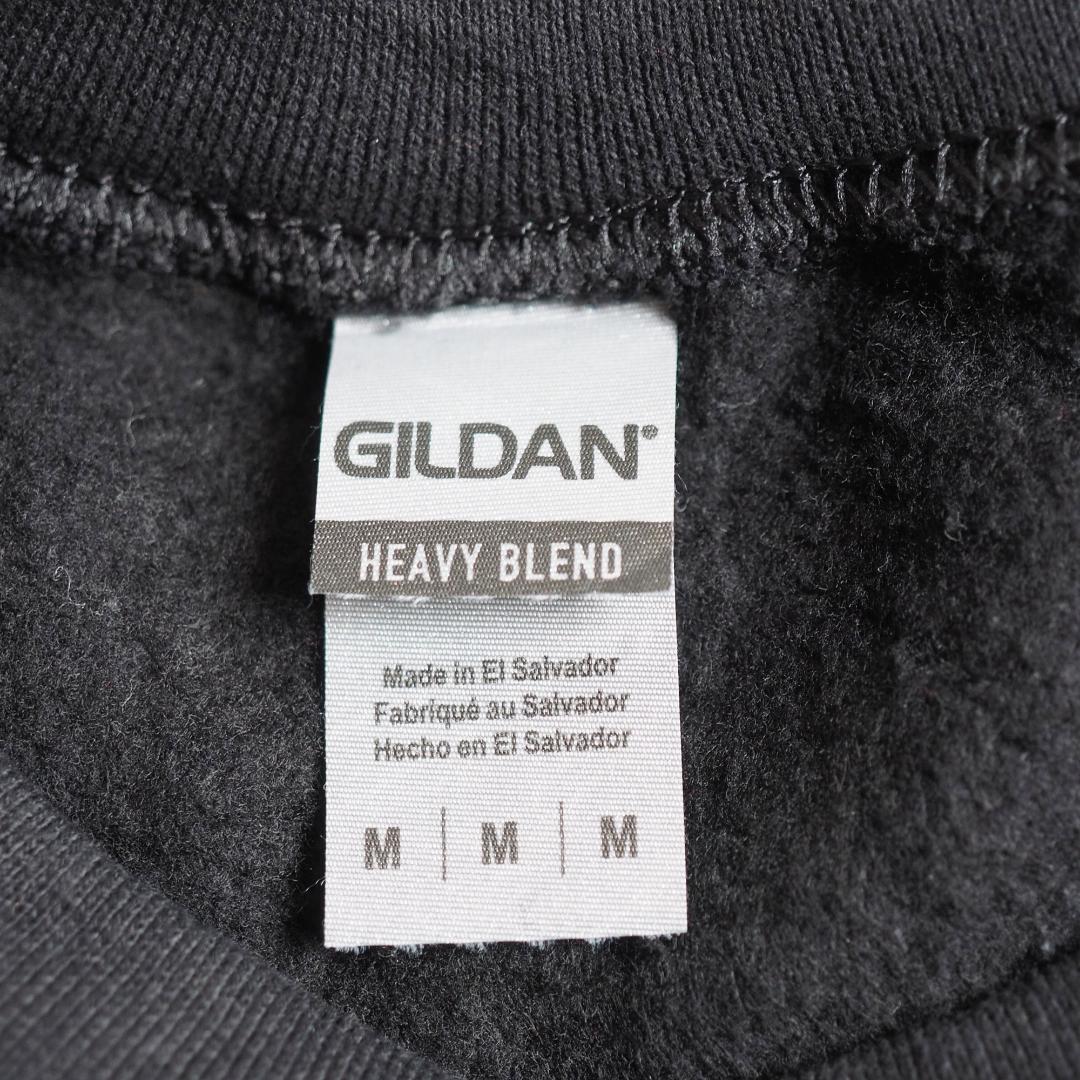 GILDAN®
HEAVY BLEND
Made in El Salvador
Fabriqué au Salvador
Hecho en El Salvador
M | M | M